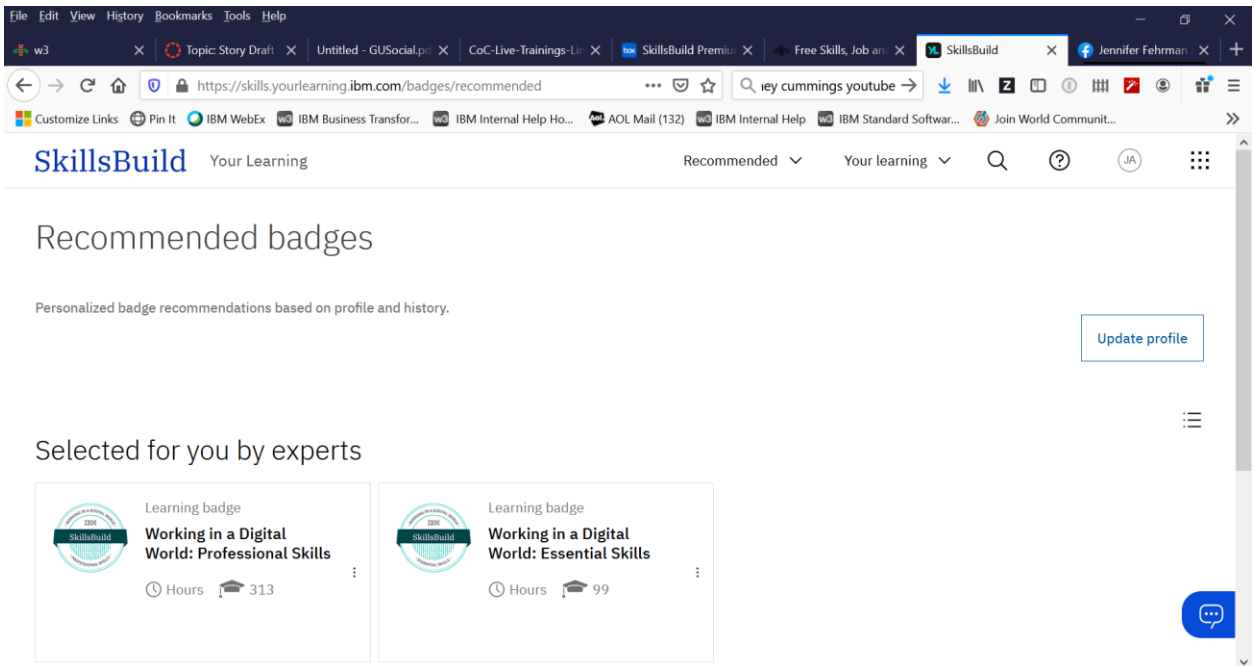 File Edit View History Bookmarks Tools Help
w3 Topic: Story Draft Untitled - GUSocial.pd CoC-Live-Trainings-Lin SkillsBuild Premiu Free Skills, Job an SkillsBuild Jennifer Fehrman
https://skills.yourlearning.ibm.com/badges/recommended ey cummings youtube
Customize Links Pin It IBM WebEx IBM Business Transfor... IBM Internal Help Ho... AOL Mail (132) IBM Internal Help IBM Standard Softwar... Join World Communit...
SkillsBuild Your Learning Recommended Your learning JA
Recommended badges
Personalized badge recommendations based on profile and history.
Update profile
Selected for you by experts
Learning badge
Working in a Digital
World: Professional Skills
Hours 313
IBM
SkillsBuild
Learning badge
Working in a Digital
World: Essential Skills
Hours 99
IBM
SkillsBuild